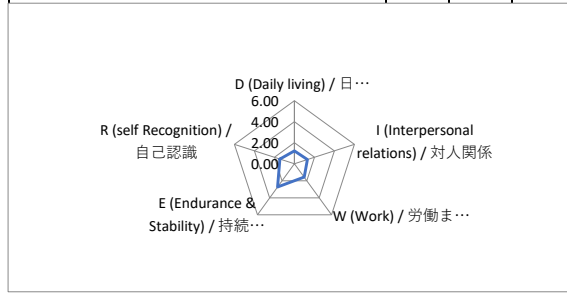 D (Daily living) / 日…
6.00
4.00
2.00
0.00
I (Interpersonal
relations) / 対人関係
W (Work) / 労働ま…
E (Endurance &
Stability) / 持続…
R (self Recognition) /
自己認識